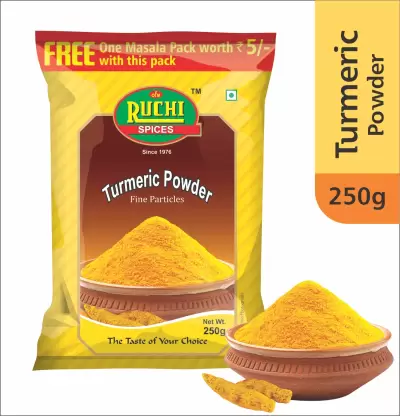 FREE One Masala Pack worth ₹ 5/-
with this pack
TM
RUCHI
SPICES
Since 1976
Turmeric Powder
Fine Particles
Net Wt.
250g
The Taste of Your Choice
Turmeric
Powder
250g